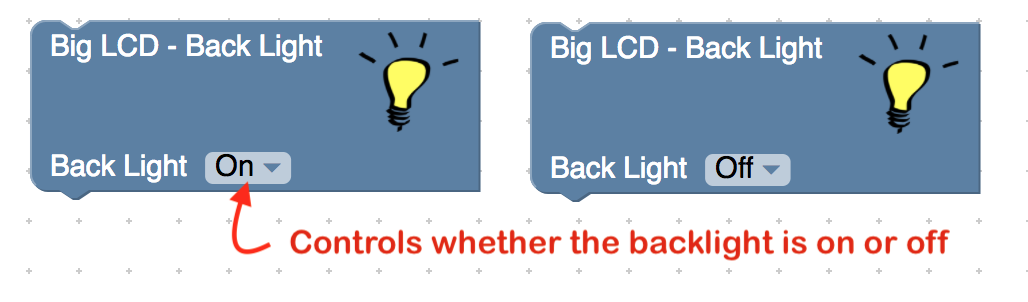 Big LCD - Back Light
Back Light On
Big LCD - Back Light
Back Light Off
Controls whether the backlight is on or off